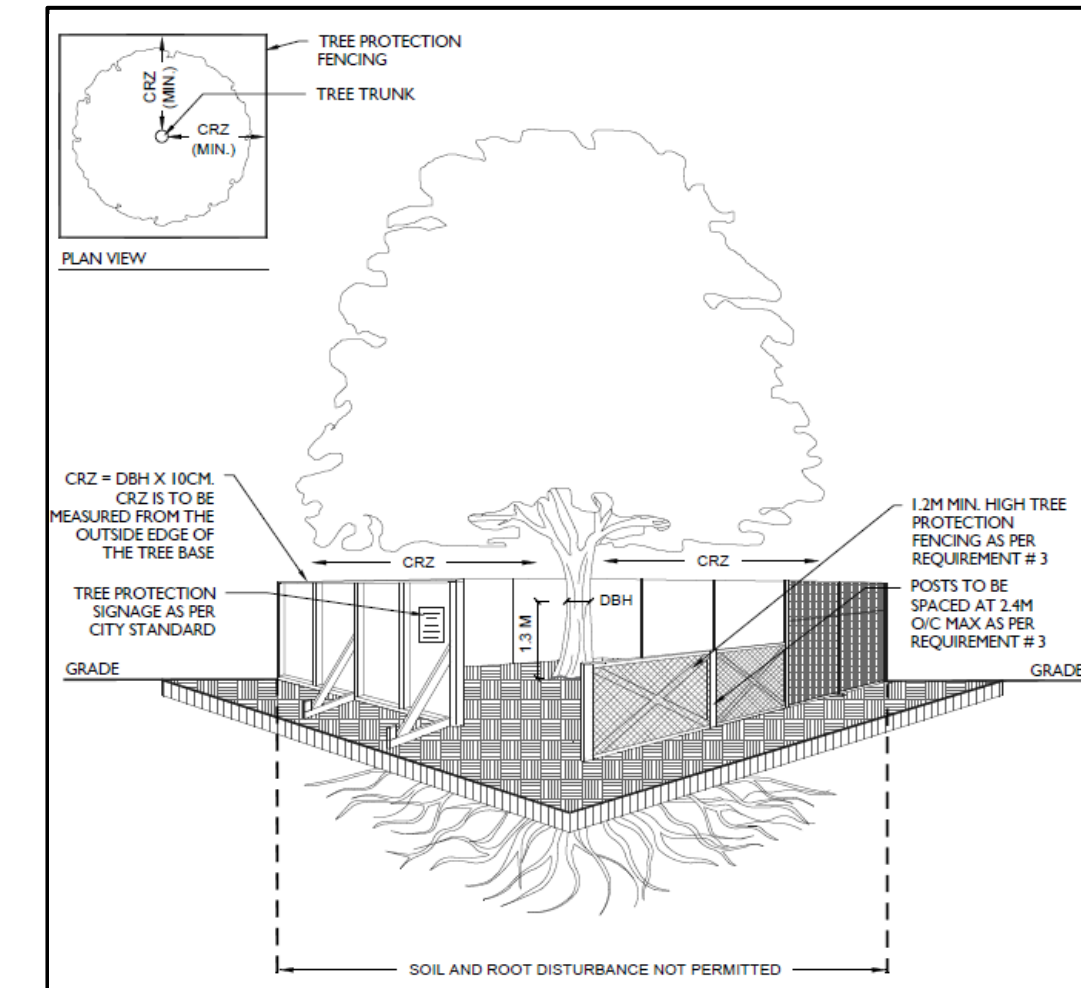 TREE PROTECTION
FENCING
TREE TRUNK
CRZ
(MIN.)
CRZ
(MIN.)
PLAN VIEW
CRZ = DBH X 10CM.
CRZ IS TO BE
MEASURED FROM THE
OUTSIDE EDGE OF
THE TREE BASE
TREE PROTECTION
SIGNAGE AS PER
CITY STANDARD
GRADE
CRZ
CRZ
DBH
1.3 M
1.2M MIN. HIGH TREE
PROTECTION
FENCING AS PER
REQUIREMENT # 3
POSTS TO BE
SPACED AT 2.4M
O/C MAX AS PER
REQUIREMENT # 3
GRADE
SOIL AND ROOT DISTURBANCE NOT PERMITTED